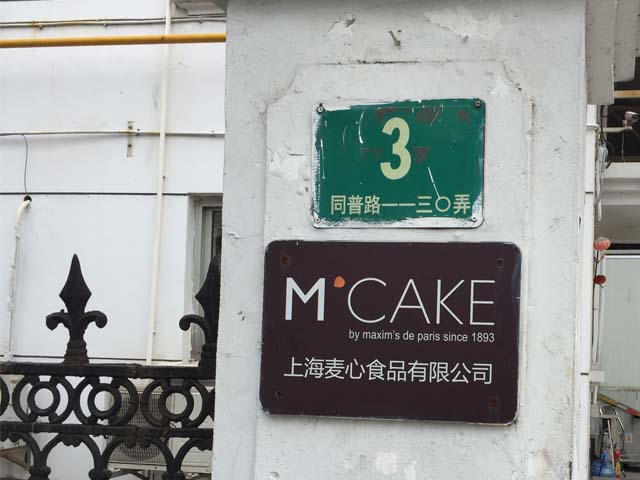 3
同普路一一三〇弄
M'CAKE
by maxim's de paris since 1893
上海麦心食品有限公司